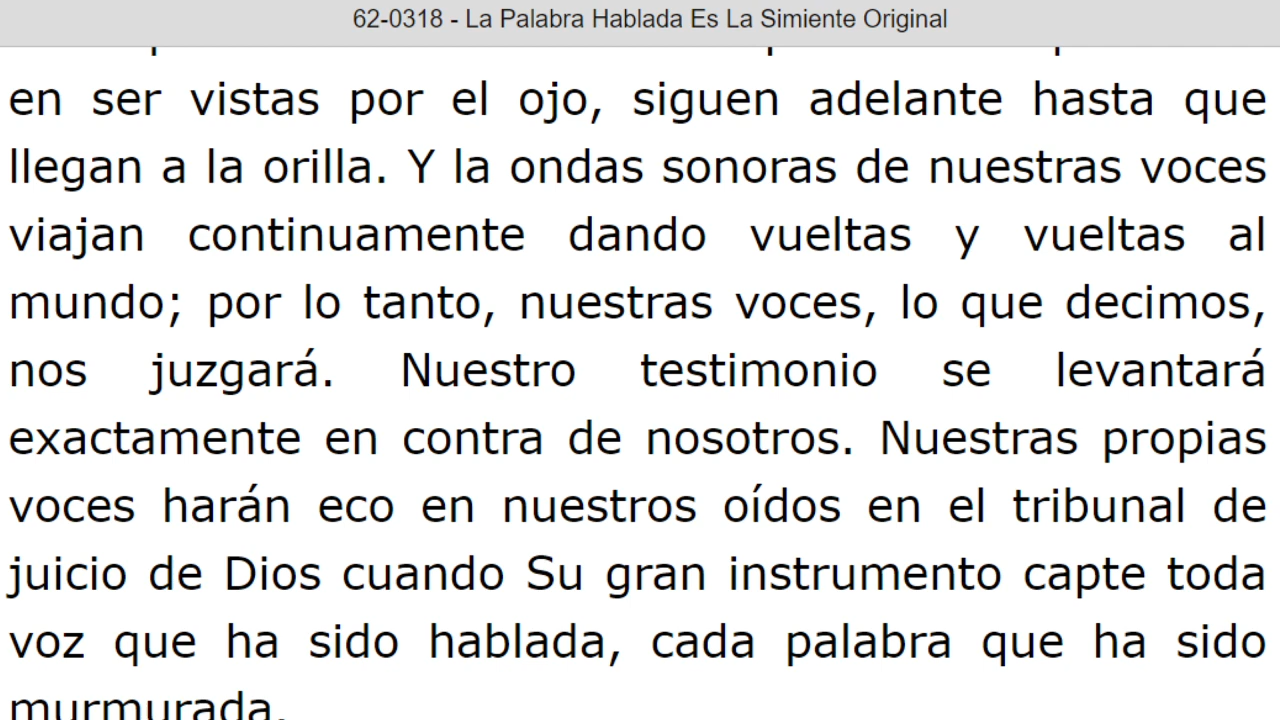 62-0318 - La Palabra Hablada Es La Simiente Original
en ser vistas por el ojo, siguen adelante hasta que
llegan a la orilla. Y la ondas sonoras de nuestras voces
viajan continuamente dando vueltas y vueltas al
mundo; por lo tanto, nuestras voces, lo que decimos,
nos juzgará. Nuestro testimonio se levantará
exactamente en contra de nosotros. Nuestras propias
voces harán eco en nuestros oídos en el tribunal de
juicio de Dios cuando Su gran instrumento capte toda
voz que ha sido hablada, cada palabra que ha sido
murmurada.